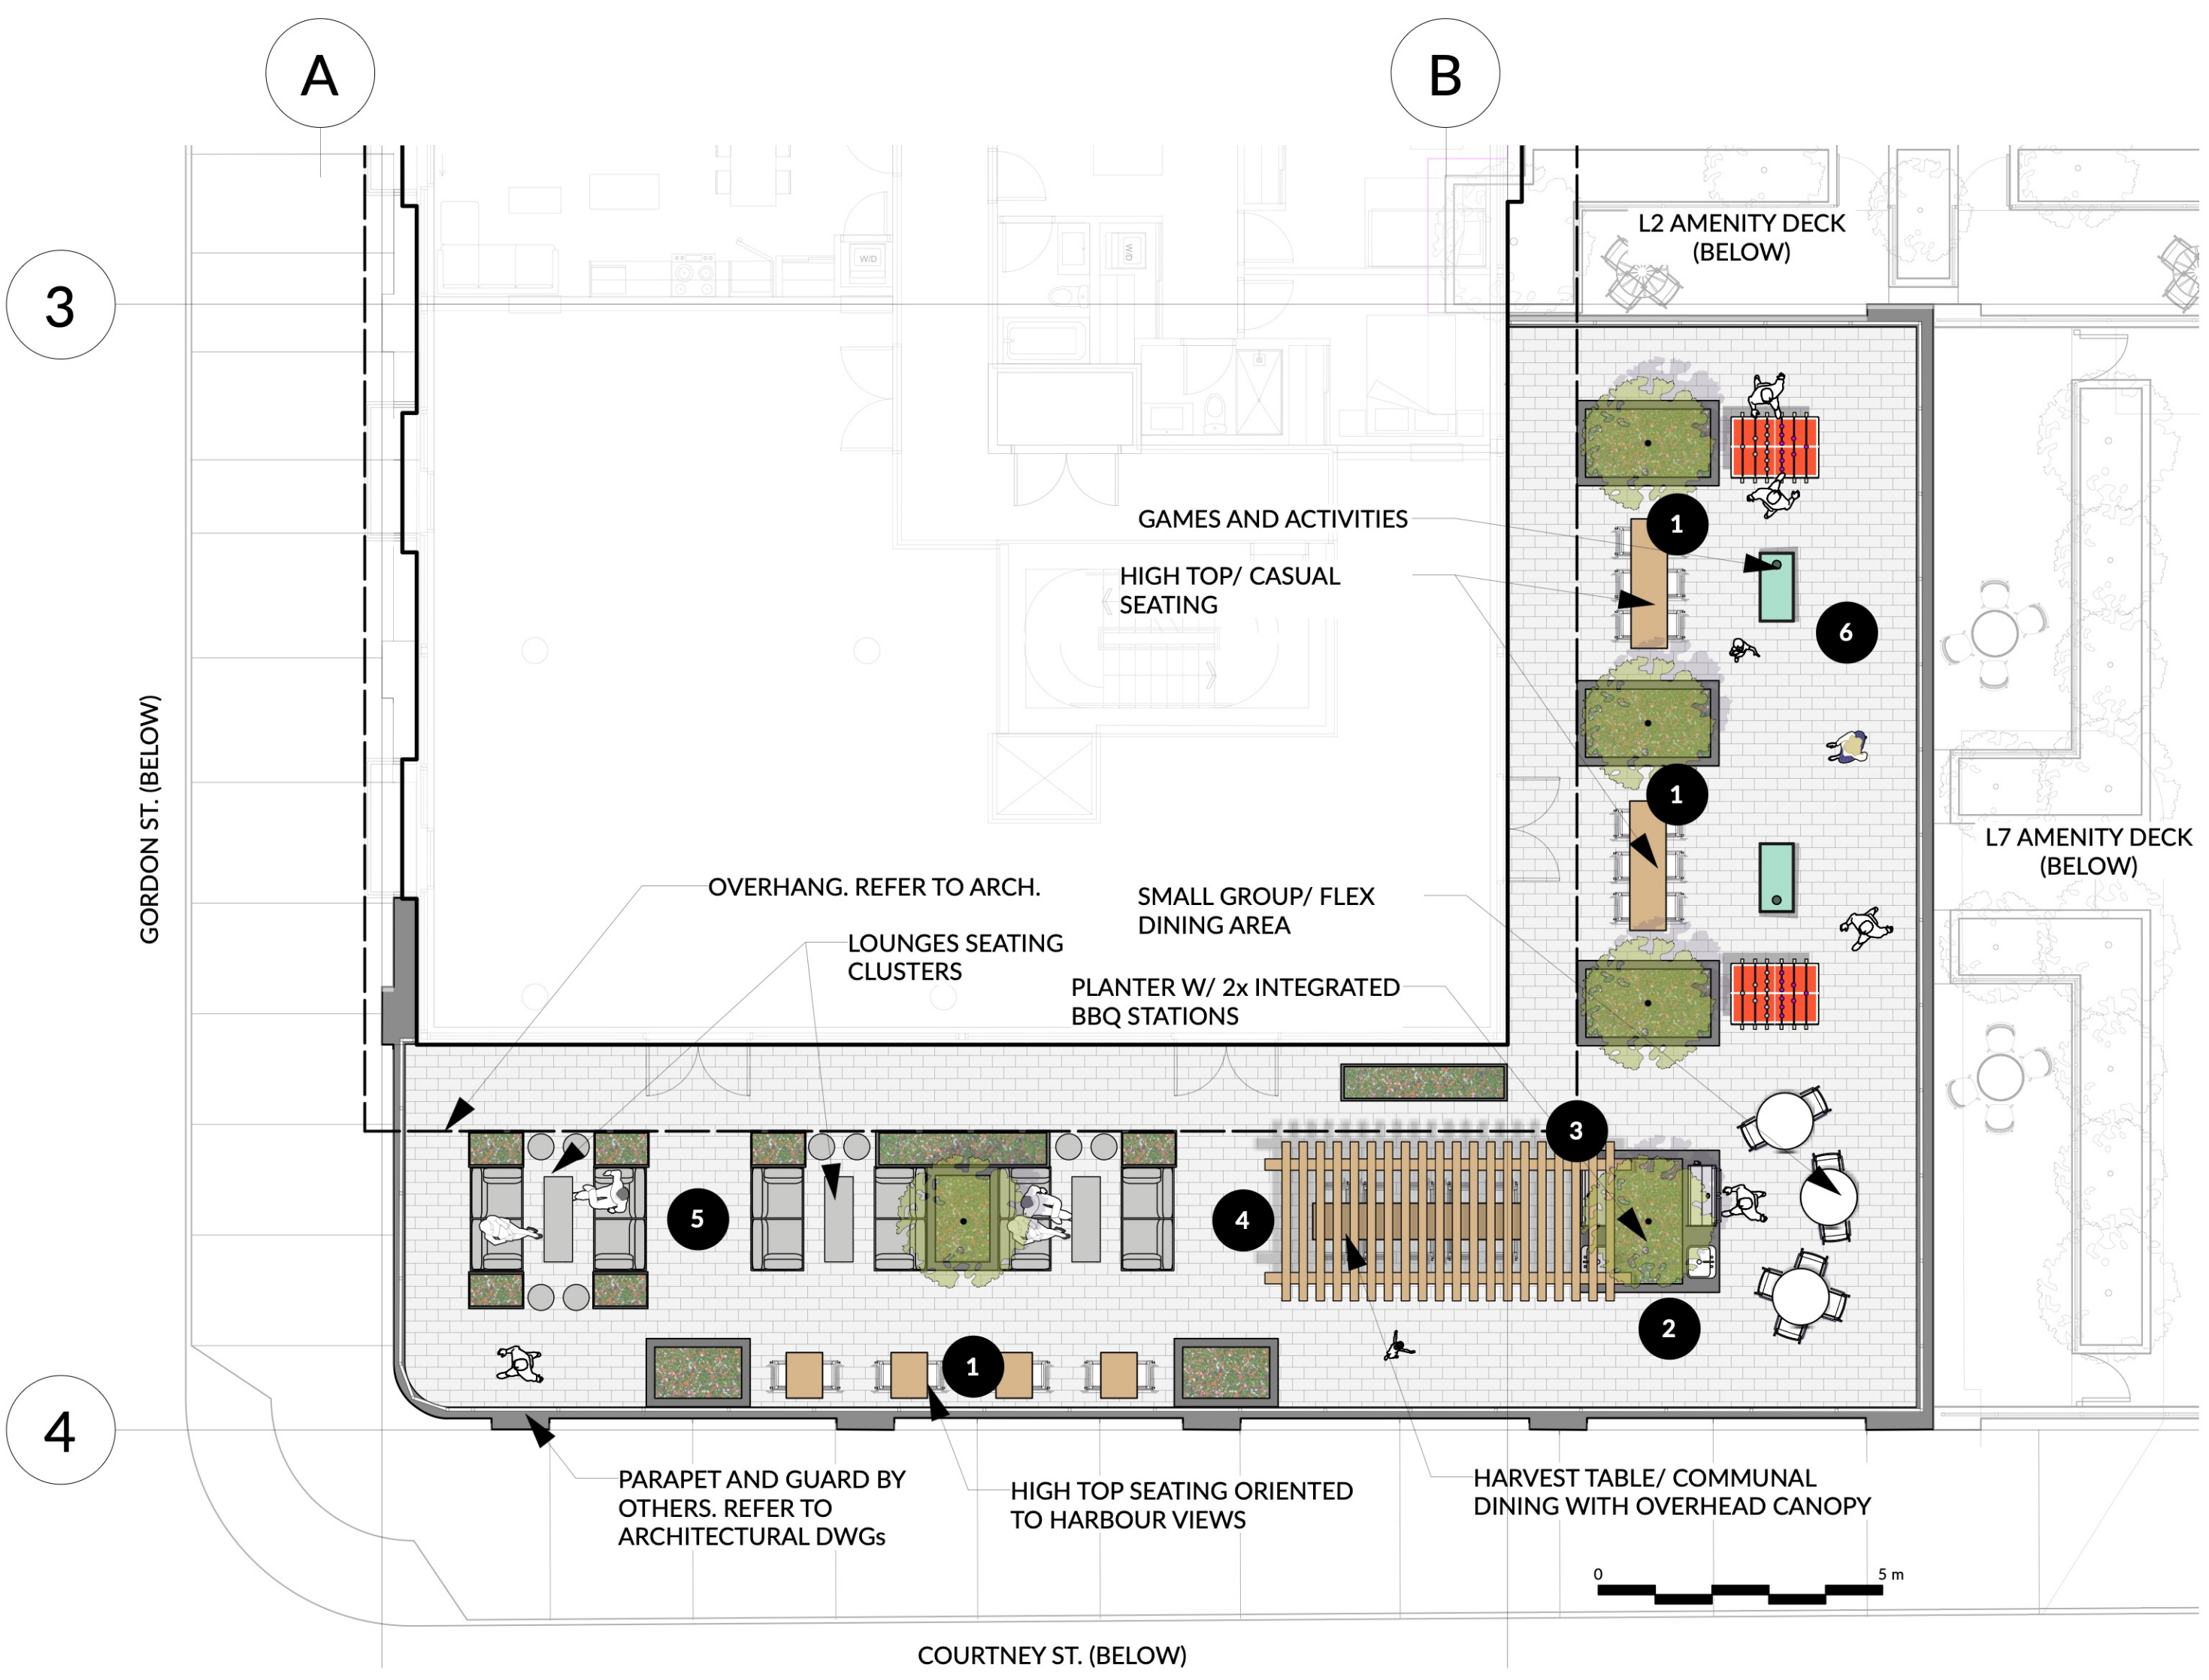 A
B
L2 AMENITY DECK
(BELOW)
W/D
W/D
3
GAMES AND ACTIVITIES
1
HIGH TOP/ CASUAL
SEATING
6
GORDON ST. (BELOW)
1
L7 AMENITY DECK
(BELOW)
OVERHANG. REFER TO ARCH.
SMALL GROUP/ FLEX
DINING AREA
LOUNGES SEATING
CLUSTERS
PLANTER W/ 2x INTEGRATED
BBQ STATIONS
3
5
4
2
1
4
PARAPET AND GUARD BY
OTHERS. REFER TO
ARCHITECTURAL DWGs
HIGH TOP SEATING ORIENTED
TO HARBOUR VIEWS
HARVEST TABLE/ COMMUNAL
DINING WITH OVERHEAD CANOPY
0 5 m
COURTNEY ST. (BELOW)